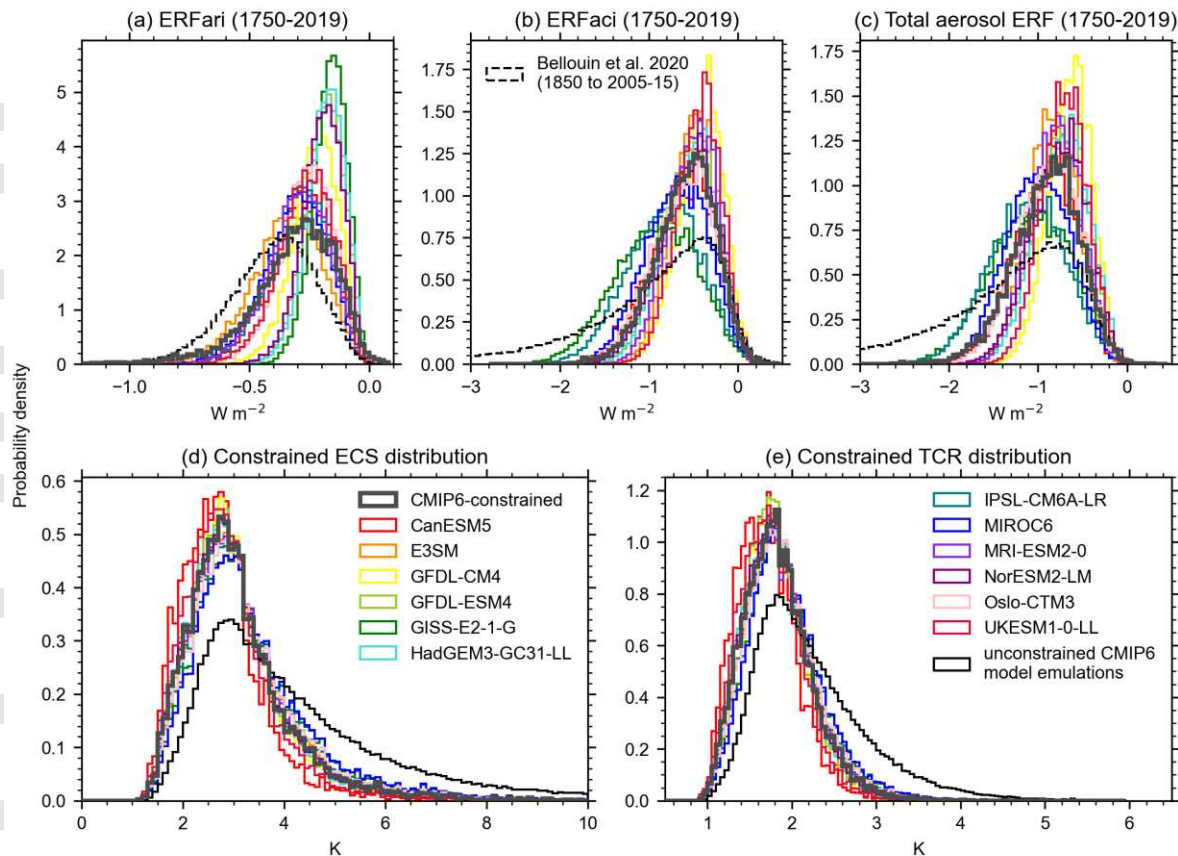 (a) ERFari (1750-2019)
(b) ERFaci (1750-2019)
(c) Total aerosol ERF (1750-2019)
5
4
3
2
1
0
−1.0
−0.5
0.0
W m⁻²
1.75
1.50
1.25
1.00
0.75
0.50
0.25
0.00
Bellouin et al. 2020
(1850 to 2005-15)
−3
−2
−1
0
W m⁻²
1.75
1.50
1.25
1.00
0.75
0.50
0.25
0.00
−3
−2
−1
0
W m⁻²
Probability density
(d) Constrained ECS distribution
0.6
0.5
0.4
0.3
0.2
0.1
0.0
CMIP6-constrained
CanESM5
E3SM
GFDL-CM4
GFDL-ESM4
GISS-E2-1-G
HadGEM3-GC31-LL
0
2
4
6
8
10
K
(e) Constrained TCR distribution
1.2
1.0
0.8
0.6
0.4
0.2
0.0
IPSL-CM6A-LR
MIROC6
MRI-ESM2-0
NorESM2-LM
Oslo-CTM3
UKESM1-0-LL
unconstrained CMIP6
model emulations
1
2
3
4
5
6
K